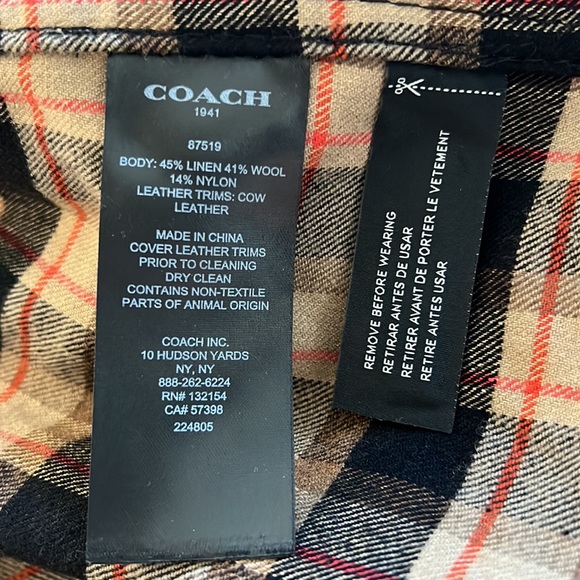 COACH
1941
87519
BODY: 45% LINEN 41% WOOL
14% NYLON
LEATHER TRIMS: COW
LEATHER
MADE IN CHINA
COVER LEATHER TRIMS
PRIOR TO CLEANING
DRY CLEAN
CONTAINS NON-TEXTILE
PARTS OF ANIMAL ORIGIN
COACH INC.
10 HUDSON YARDS
NY, NY
888-262-6224
RN# 132154
CA# 57398
224805
REMOVE BEFORE WEARING
RETIRAR ANTES DE USAR
RETIRER AVANT DE PORTER LE VETEMENT
RETIRE ANTES USAR